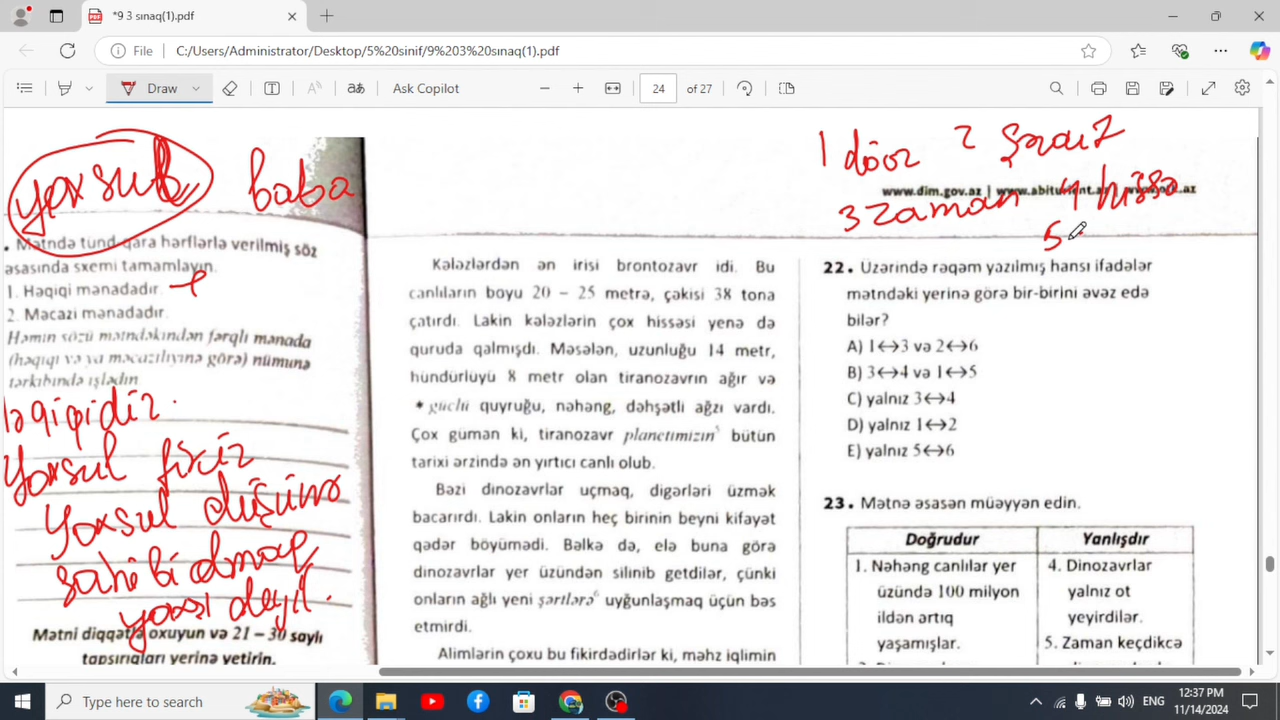 *9 3 sınaq(1).pdf
File C:/Users/Administrator/Desktop/5%20sinif/9%203%20sınaq(1).pdf
Draw Ask Copilot 24 of 27
yoxsul baba
1 dövr 2 şərait
3 zaman 4 hissə
5
www.dim.gov.az | www.abiturient.az
. Mətndə tünd-qara hərflərlə verilmiş söz
əsasında sxemi tamamlayın.
1. Həqiqi mənadadır. +
2. Məcazi mənadadır.
Həmin sözü mətndəkindən fərqli mənada
(həqiqi və ya məcaziliyinə görə) nümunə
tərkibində işlədin
həqiqidir.
Yoxsul fikir
Yoxsul düşüncə
sahibi olmaq
yaxşı deyil.
Mətni diqqətlə oxuyun və 21 – 30 saylı
tapşırıqları yerinə yetirin.
Kələzlərdən ən irisi brontozavr idi. Bu
canlıların boyu 20 – 25 metrə, çəkisi 38 tona
çatırdı. Lakin kələzlərin çox hissəsi yenə də
quruda qalmışdı. Məsələn, uzunluğu 14 metr,
hündürlüyü 8 metr olan tiranozavrın ağır və
* güclü quyruğu, nəhəng, dəhşətli ağzı vardı.
Çox güman ki, tiranozavr planetimizin⁵ bütün
tarixi ərzində ən yırtıcı canlı olub.
Bəzi dinozavrlar uçmaq, digərləri üzmək
bacarırdı. Lakin onların heç birinin beyni kifayət
qədər böyümədi. Bəlkə də, elə buna görə
dinozavrlar yer üzündən silinib getdilər, çünki
onların ağlı yeni şərtlərə⁶ uyğunlaşmaq üçün bəs
etmirdi.
Alimlərin çoxu bu fikirdədirlər ki, məhz iqlimin
22. Üzərində rəqəm yazılmış hansı ifadələr
mətndəki yerinə görə bir-birini əvəz edə
bilər?
A) 1↔3 və 2↔6
B) 3↔4 və 1↔5
C) yalnız 3↔4
D) yalnız 1↔2
E) yalnız 5↔6
23. Mətnə əsasən müəyyən edin.
Doğrudur Yanlışdır
1. Nəhəng canlılar yer
üzündə 100 milyon
ildən artıq
yaşamışlar.
4. Dinozavrlar
yalnız ot
yeyirdilər.
5. Zaman keçdikcə
Type here to search
ENG
12:37 PM
11/14/2024